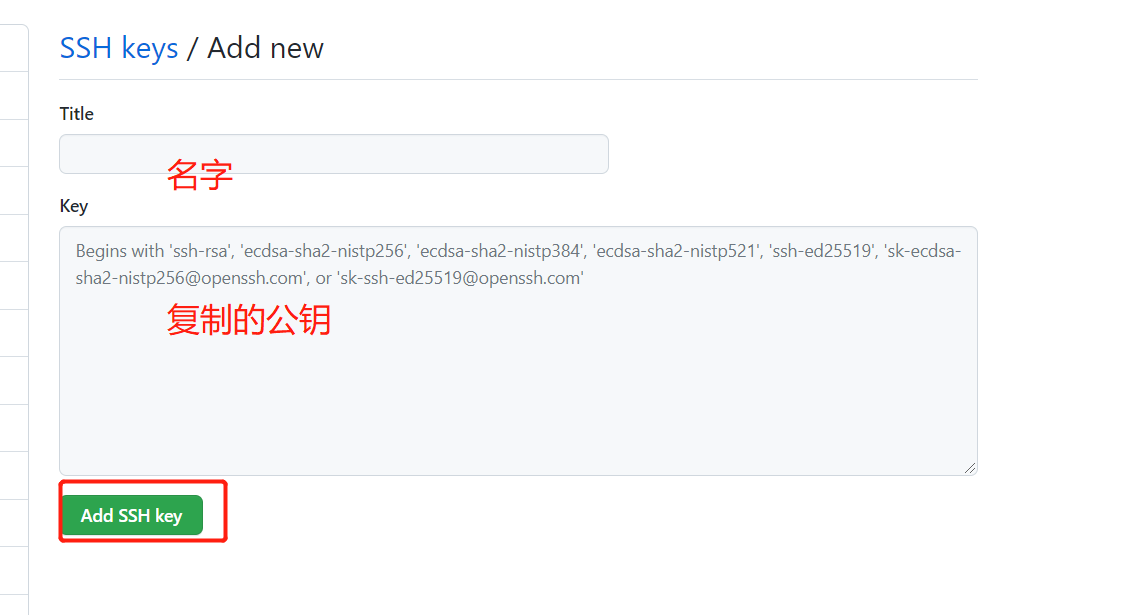 SSH keys / Add new
Title
名字
Key
Begins with 'ssh-rsa', 'ecdsa-sha2-nistp256', 'ecdsa-sha2-nistp384', 'ecdsa-sha2-nistp521', 'ssh-ed25519', 'sk-ecdsa-
sha2-nistp256@openssh.com', or 'sk-ssh-ed25519@openssh.com'
复制的公钥
Add SSH key